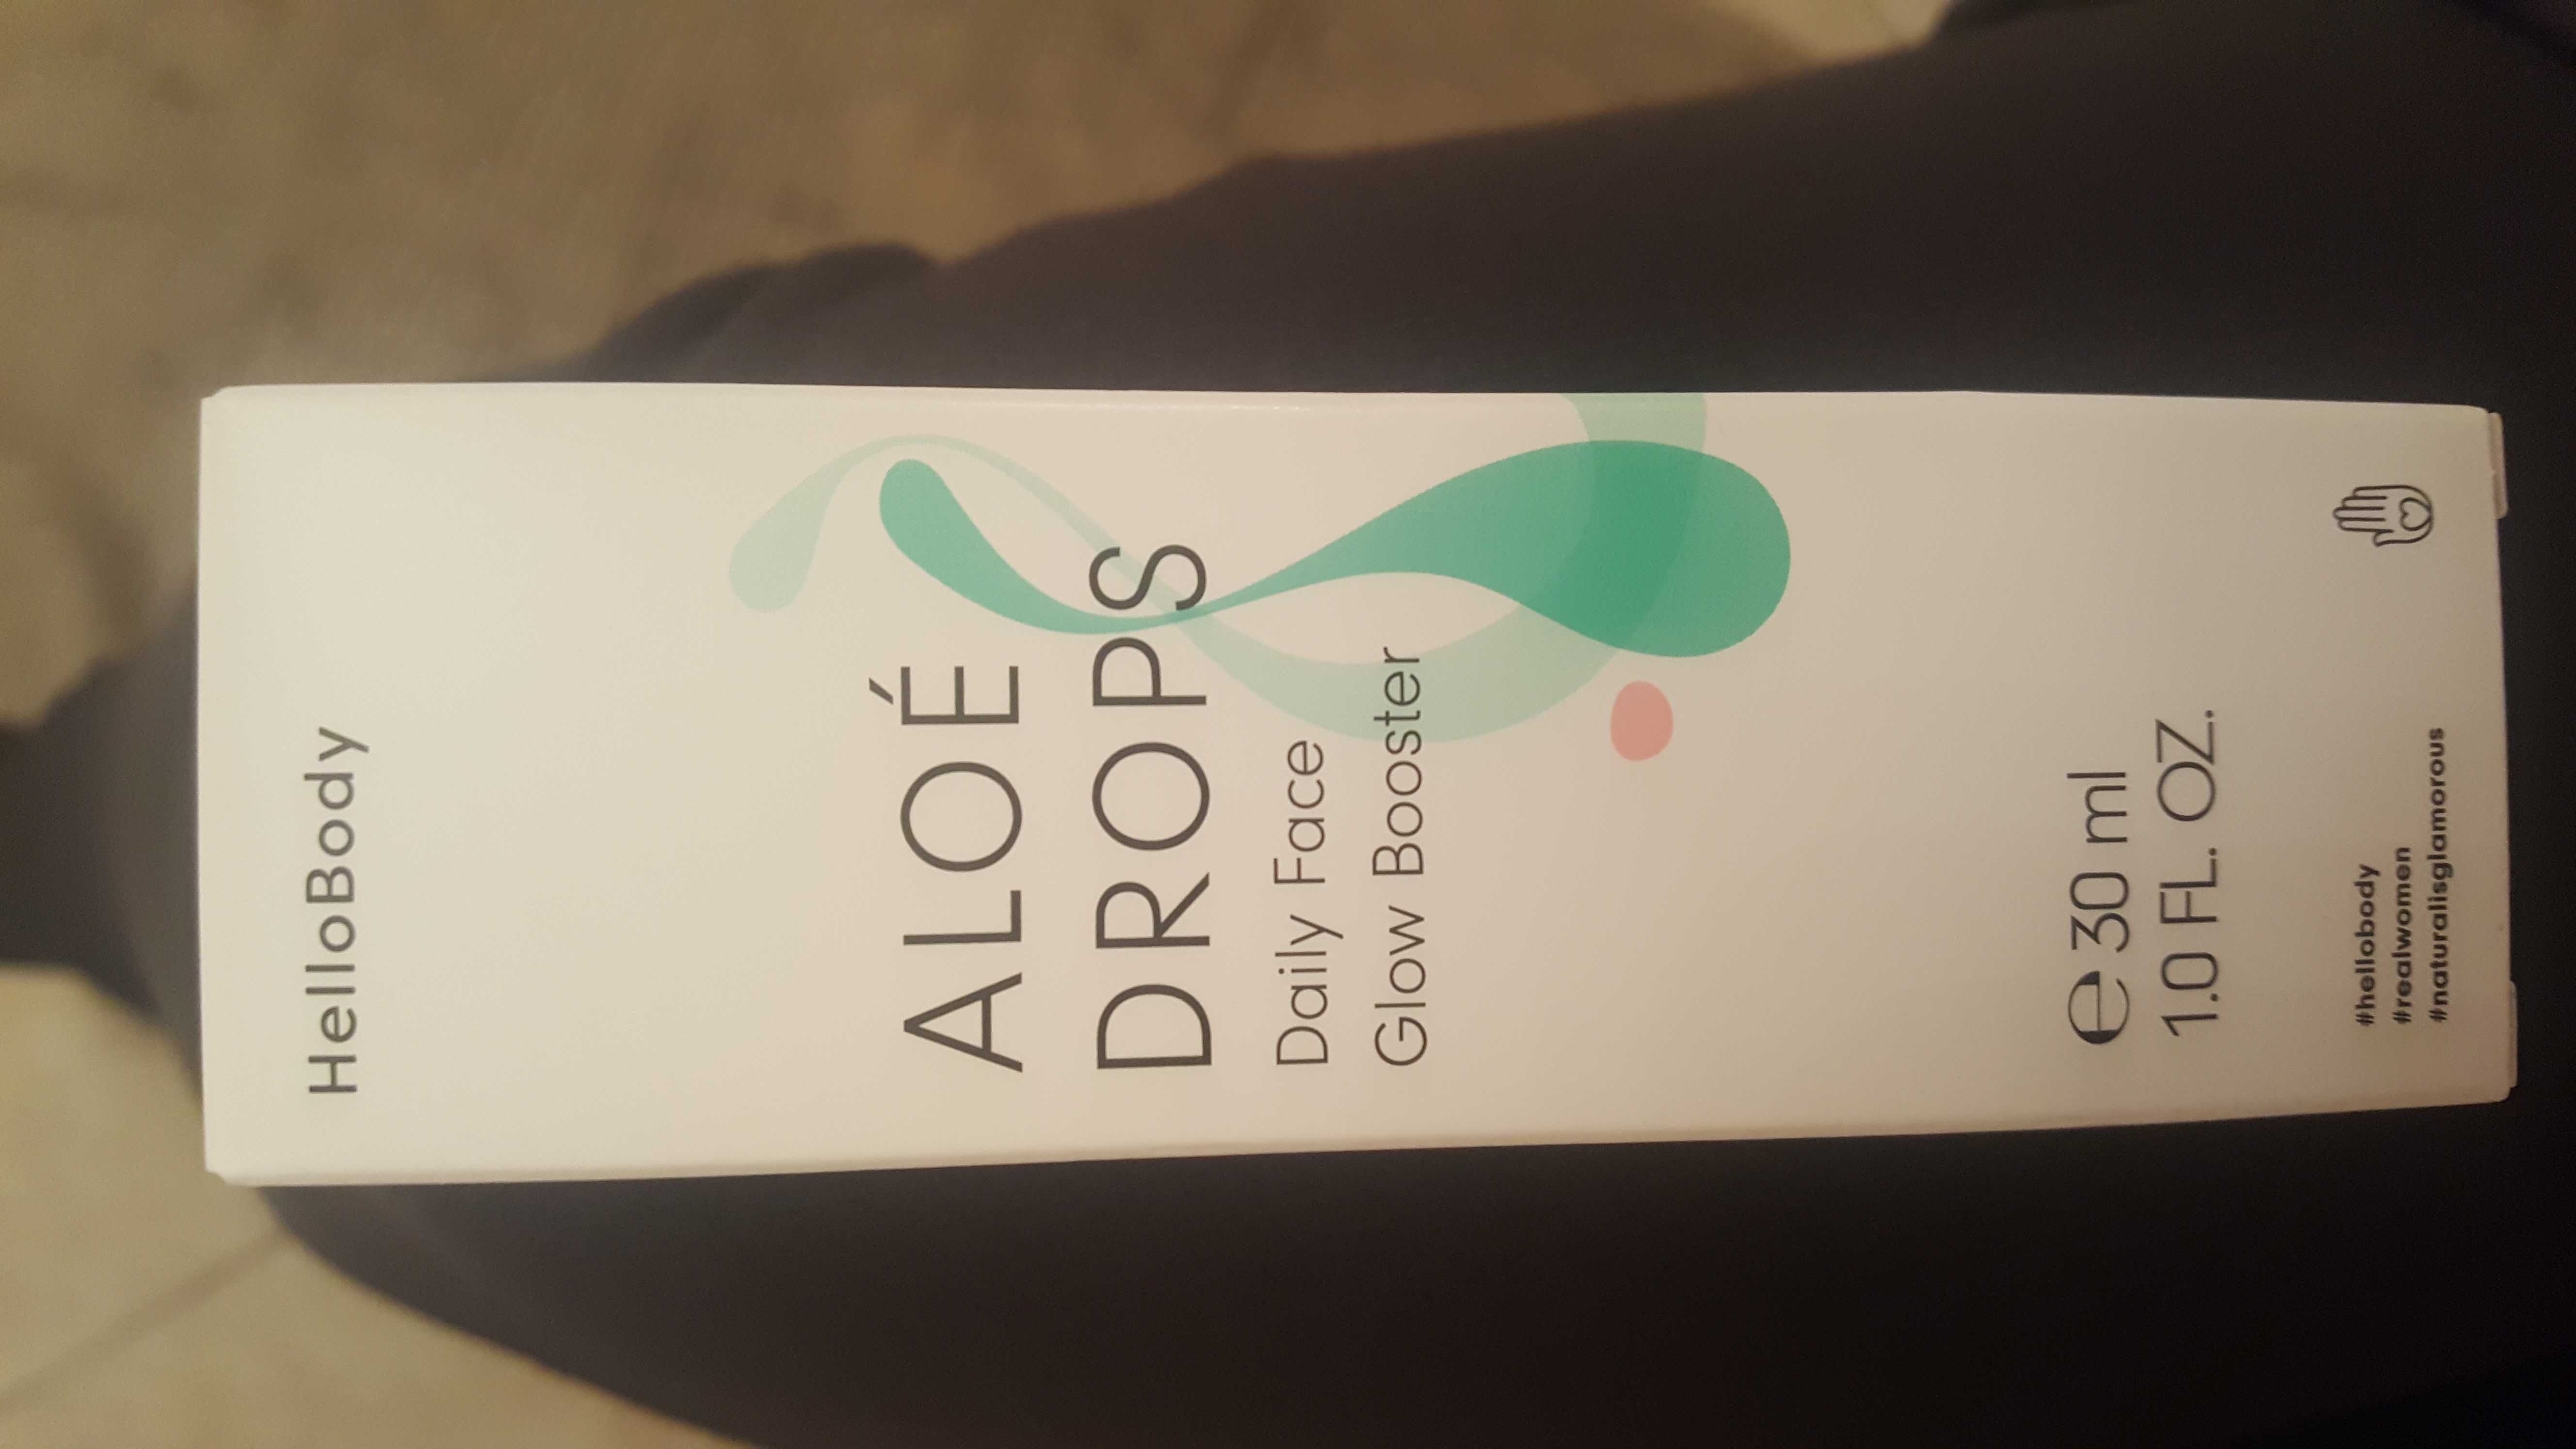 HelloBody
ALOÉ
DROPS
Daily Face
Glow Booster
℮ 30 ml
1.0 FL. OZ.
#hellobody
#realwomen
#naturalisglamorous